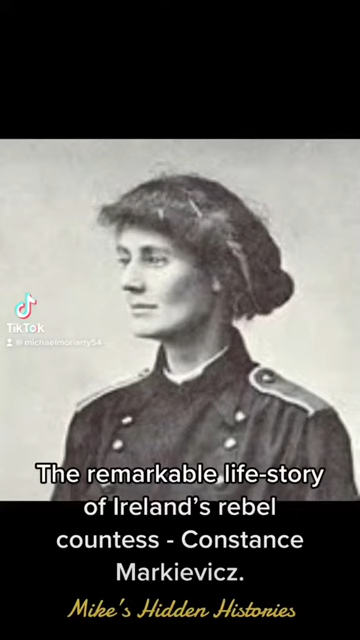 TikTok
@michaelmoriarty54
The remarkable life-story
of Ireland's rebel
countess - Constance
Markievicz.
Mike's Hidden Histories